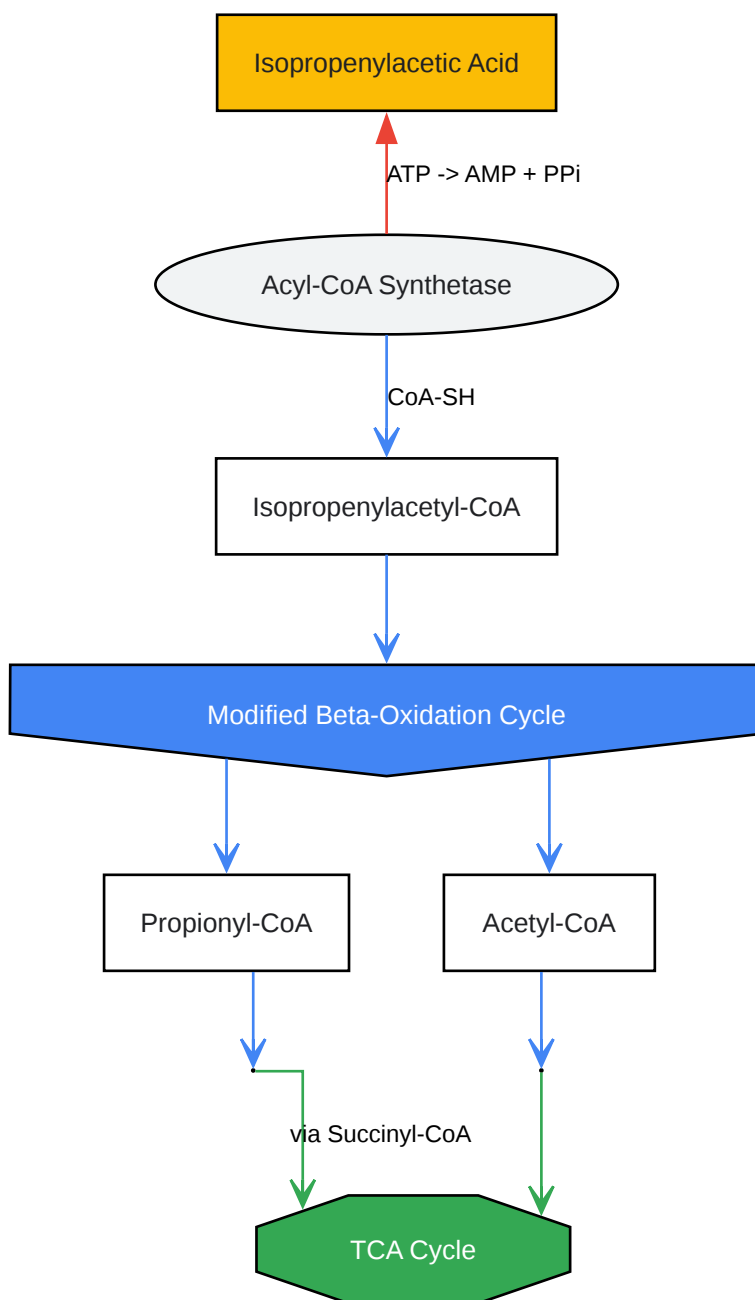 Isopropenylacetic Acid
ATP -> AMP + PPi
Acyl-CoA Synthetase
CoA-SH
Isopropenylacetyl-CoA
Modified Beta-Oxidation Cycle
Propionyl-CoA
Acetyl-CoA
via Succinyl-CoA
TCA Cycle